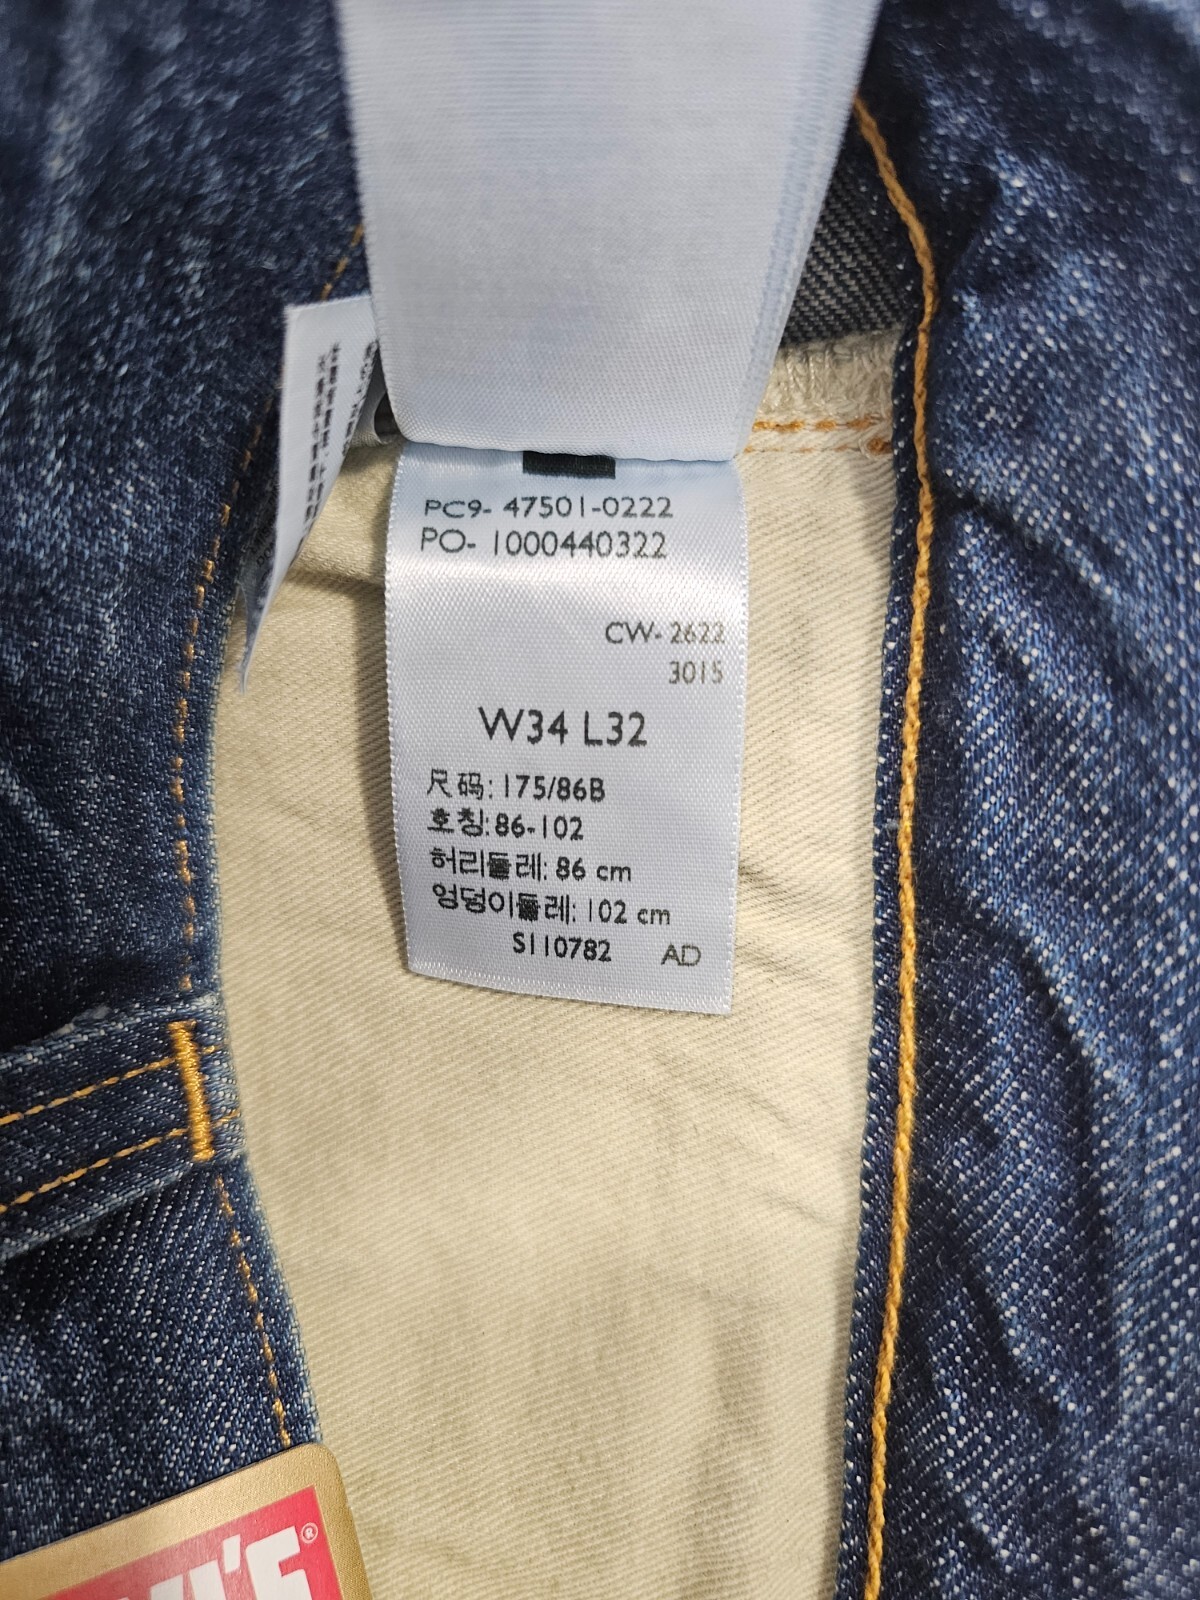 PC9- 47501-0222
PO- 1000440322
CW- 2622
3015
W34 L32
尺码: 175/86B
호칭: 86-102
허리둘레: 86 cm
엉덩이둘레: 102 cm
S110782 AD